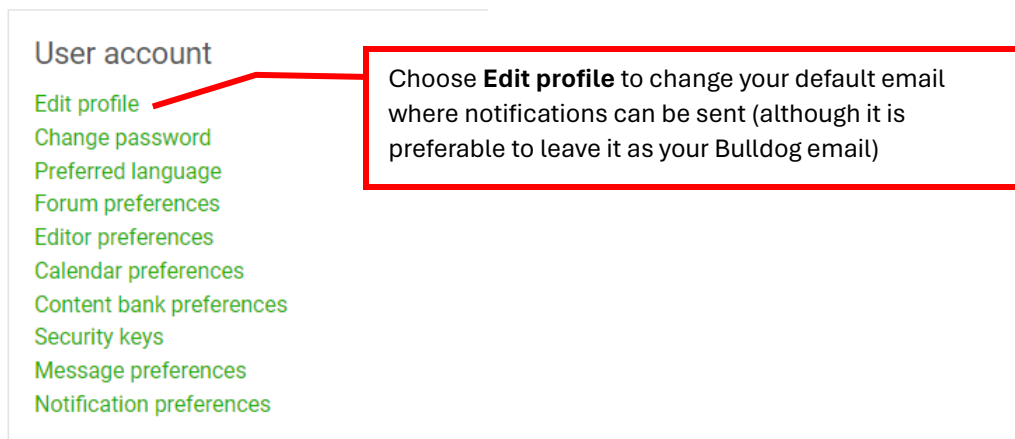 User account
Edit profile
Change password
Preferred language
Forum preferences
Editor preferences
Calendar preferences
Content bank preferences
Security keys
Message preferences
Notification preferences
Choose Edit profile to change your default email
where notifications can be sent (although it is
preferable to leave it as your Bulldog email)